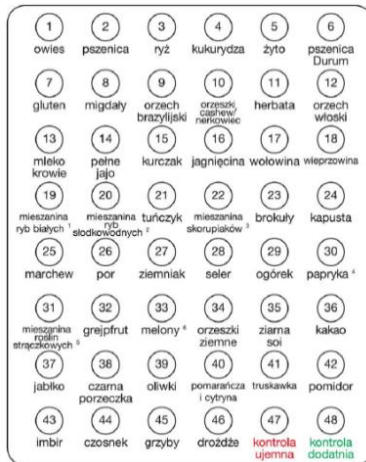 1 2 3 4 5 6
owies pszenica ryż kukurydza żyto pszenica Durum
7 8 9 10 11 12
gluten migdały orzech brazylijski orzeszki cashew/nerkowiec herbata orzech włoski
13 14 15 16 17 18
mleko krowie pełne jajo kurczak jagnięcina wołowina wieprzowina
19 20 21 22 23 24
mieszanina ryb białych ¹ mieszanina ryb słodkowodnych ² tuńczyk mieszanina skorupiaków ³ brokuły kapusta
25 26 27 28 29 30
marchew por ziemniak seler ogórek papryka ⁴
31 32 33 34 35 36
mieszanina roślin strączkowych ⁵ grejpfrut melony ⁶ orzeszki ziemne ziarna soi kakao
37 38 39 40 41 42
jabłko czarna porzeczka oliwki pomarańcza i cytryna truskawka pomidor
43 44 45 46 47 48
imbir czosnek grzyby drożdże kontrola ujemna kontrola dodatnia